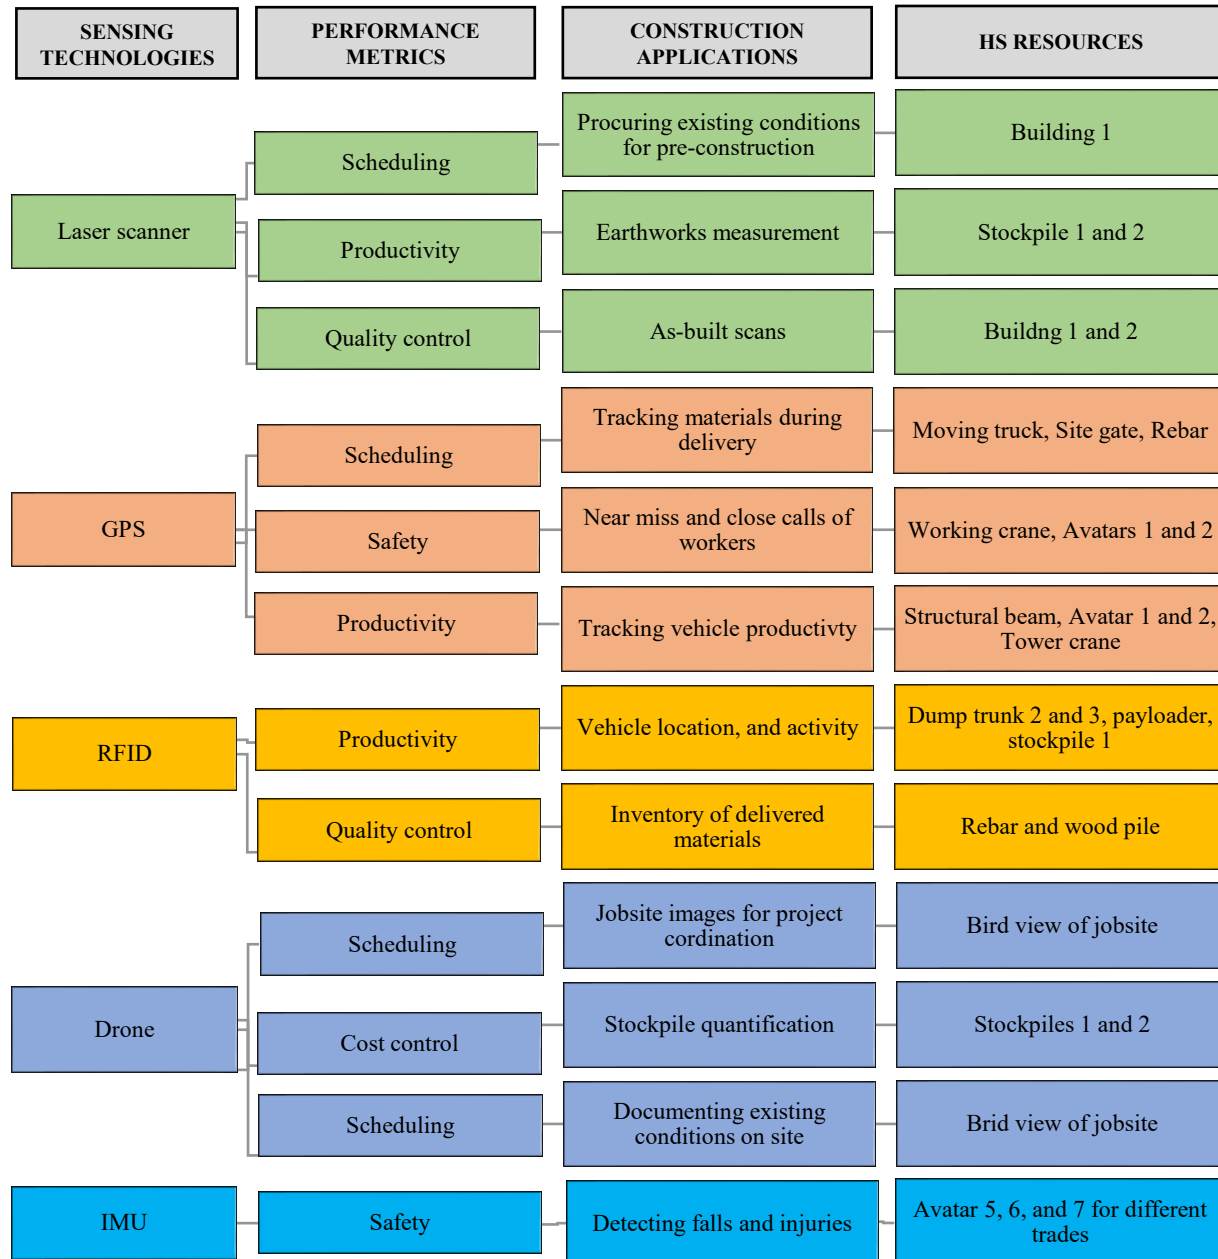 SENSING
TECHNOLOGIES
PERFORMANCE
METRICS
CONSTRUCTION
APPLICATIONS
HS RESOURCES
Laser scanner
Scheduling
Procuring existing conditions
for pre-construction
Building 1
Productivity
Earthworks measurement
Stockpile 1 and 2
Quality control
As-built scans
Buildng 1 and 2
GPS
Scheduling
Tracking materials during
delivery
Moving truck, Site gate, Rebar
Safety
Near miss and close calls of
workers
Working crane, Avatars 1 and 2
Productivity
Tracking vehicle productivty
Structural beam, Avatar 1 and 2,
Tower crane
RFID
Productivity
Vehicle location, and activity
Dump trunk 2 and 3, payloader,
stockpile 1
Quality control
Inventory of delivered
materials
Rebar and wood pile
Drone
Scheduling
Jobsite images for project
cordination
Bird view of jobsite
Cost control
Stockpile quantification
Stockpiles 1 and 2
Scheduling
Documenting existing
conditions on site
Brid view of jobsite
IMU
Safety
Detecting falls and injuries
Avatar 5, 6, and 7 for different
trades